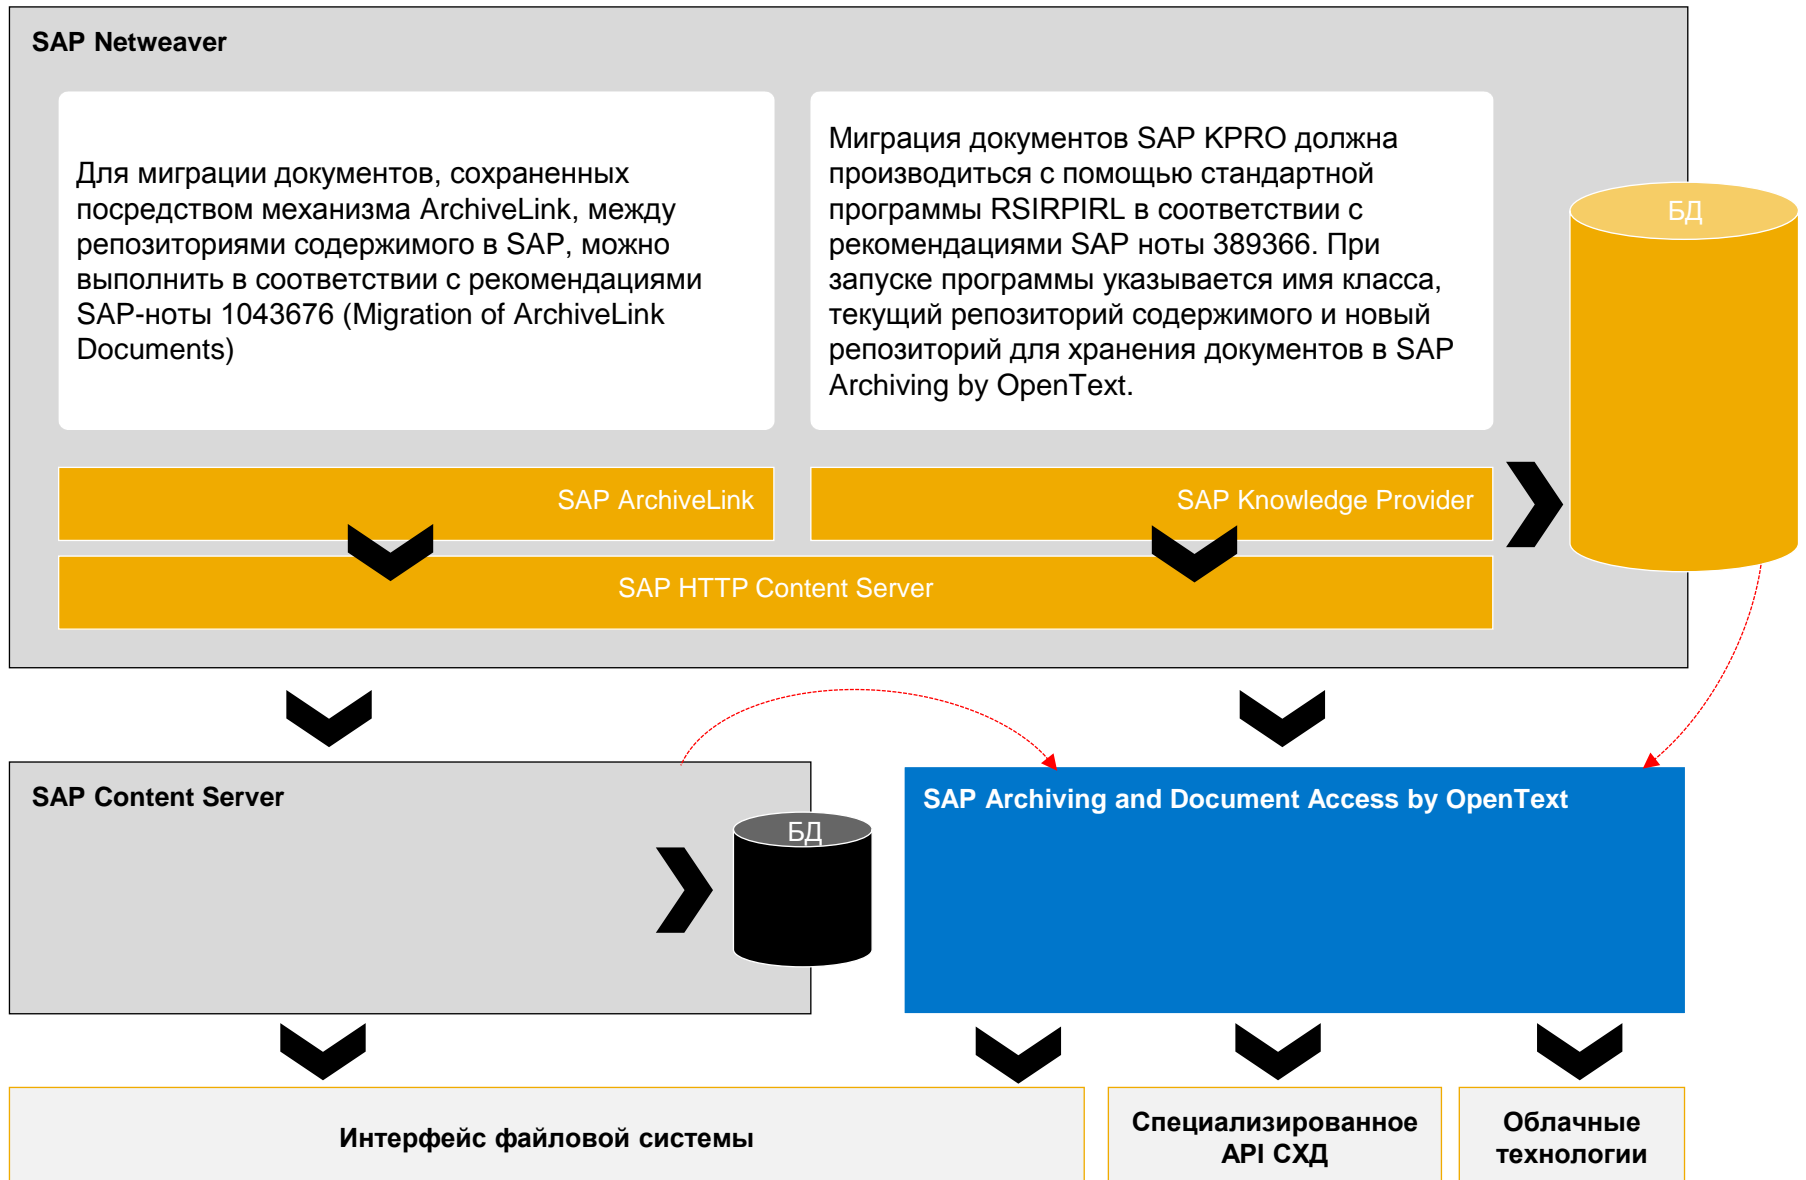 SAP Netweaver
Для миграции документов, сохраненных
посредством механизма ArchiveLink, между
репозиториями содержимого в SAP, можно
выполнить в соответствии с рекомендациями
SAP-ноты 1043676 (Migration of ArchiveLink
Documents)
Миграция документов SAP KPRO должна
производиться с помощью стандартной
программы RSIRPIRL в соответствии с
рекомендациями SAP ноты 389366. При
запуске программы указывается имя класса,
текущий репозиторий содержимого и новый
репозиторий для хранения документов в SAP
Archiving by OpenText.
БД
SAP ArchiveLink
SAP Knowledge Provider
SAP HTTP Content Server
SAP Content Server
БД
SAP Archiving and Document Access by OpenText
Интерфейс файловой системы
Специализированное
API СХД
Облачные
технологии